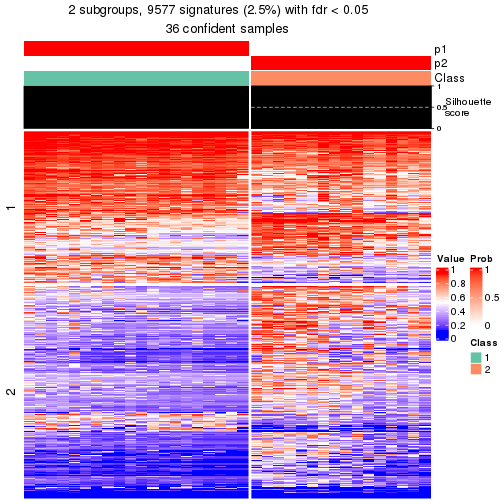 2 subgroups, 9577 signatures (2.5%) with fdr < 0.05
36 confident samples
p1
p2
Class
1
0.5
0
Silhouette
score
1
2
Value
1
0.8
0.6
0.4
0.2
0
Prob
1
0.5
0
Class
1
2